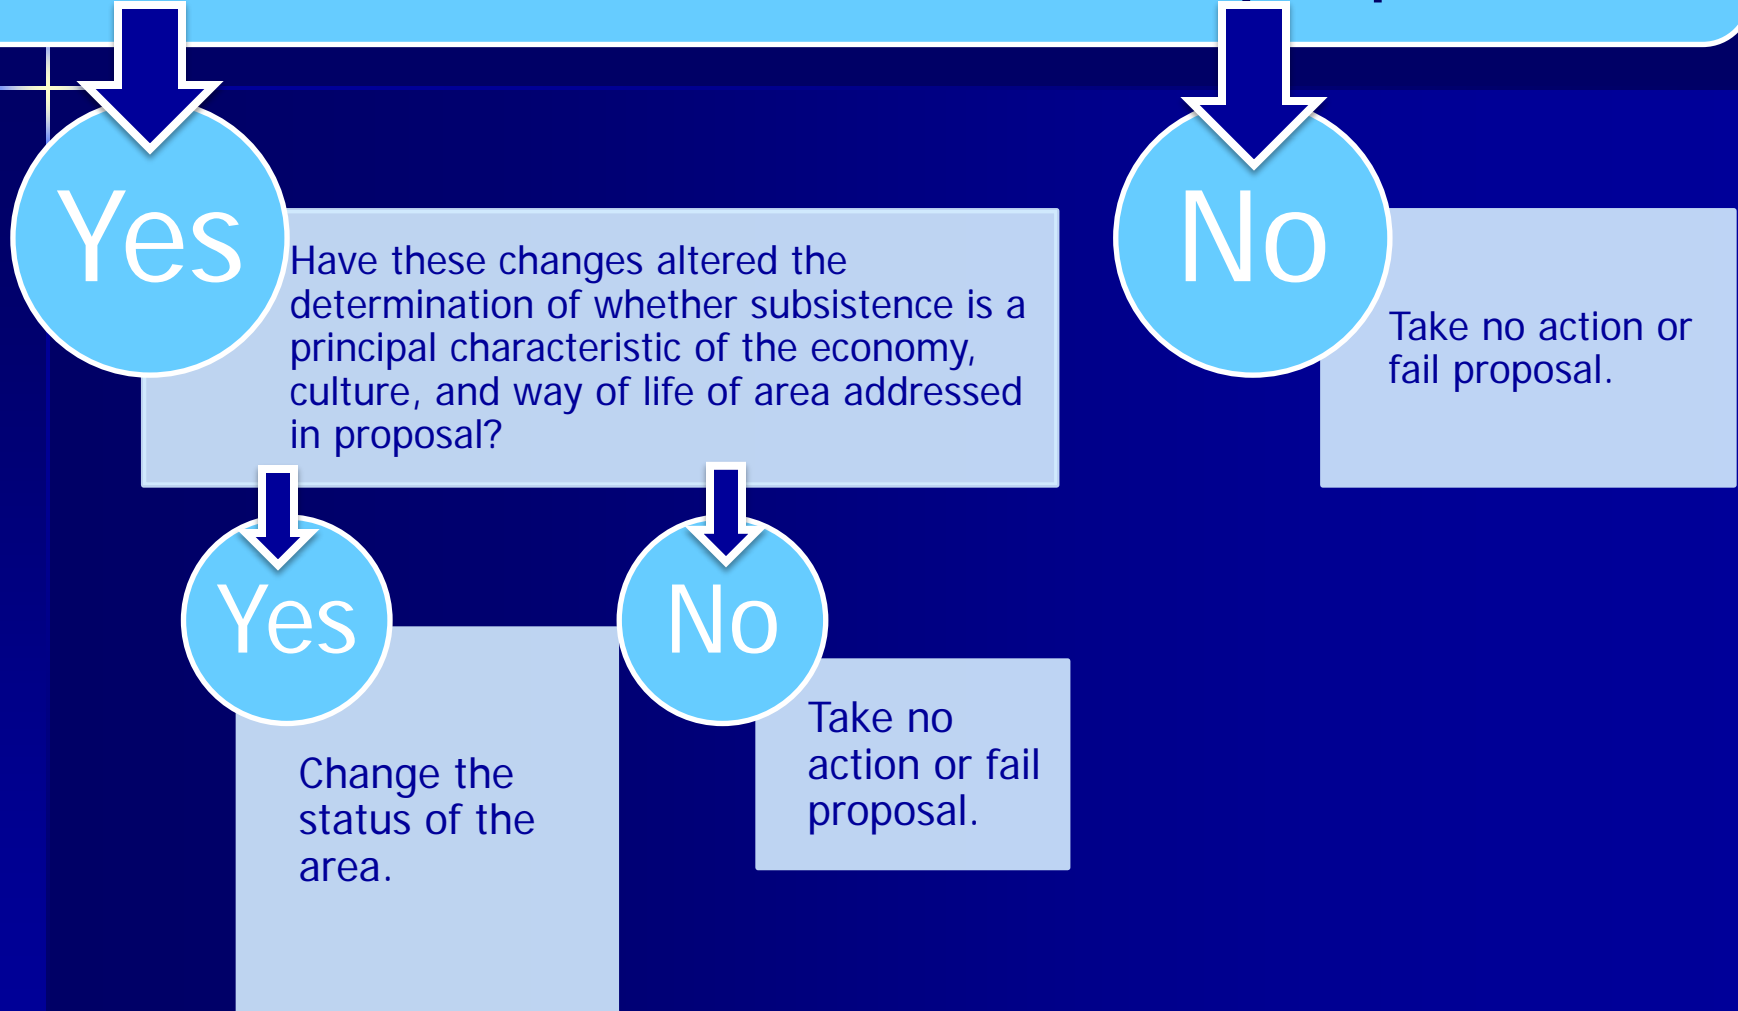 Yes
Have these changes altered the
determination of whether subsistence is a
principal characteristic of the economy,
culture, and way of life of area addressed
in proposal?
No
Take no action or
fail proposal.
Yes
Change the
status of the
area.
No
Take no
action or fail
proposal.